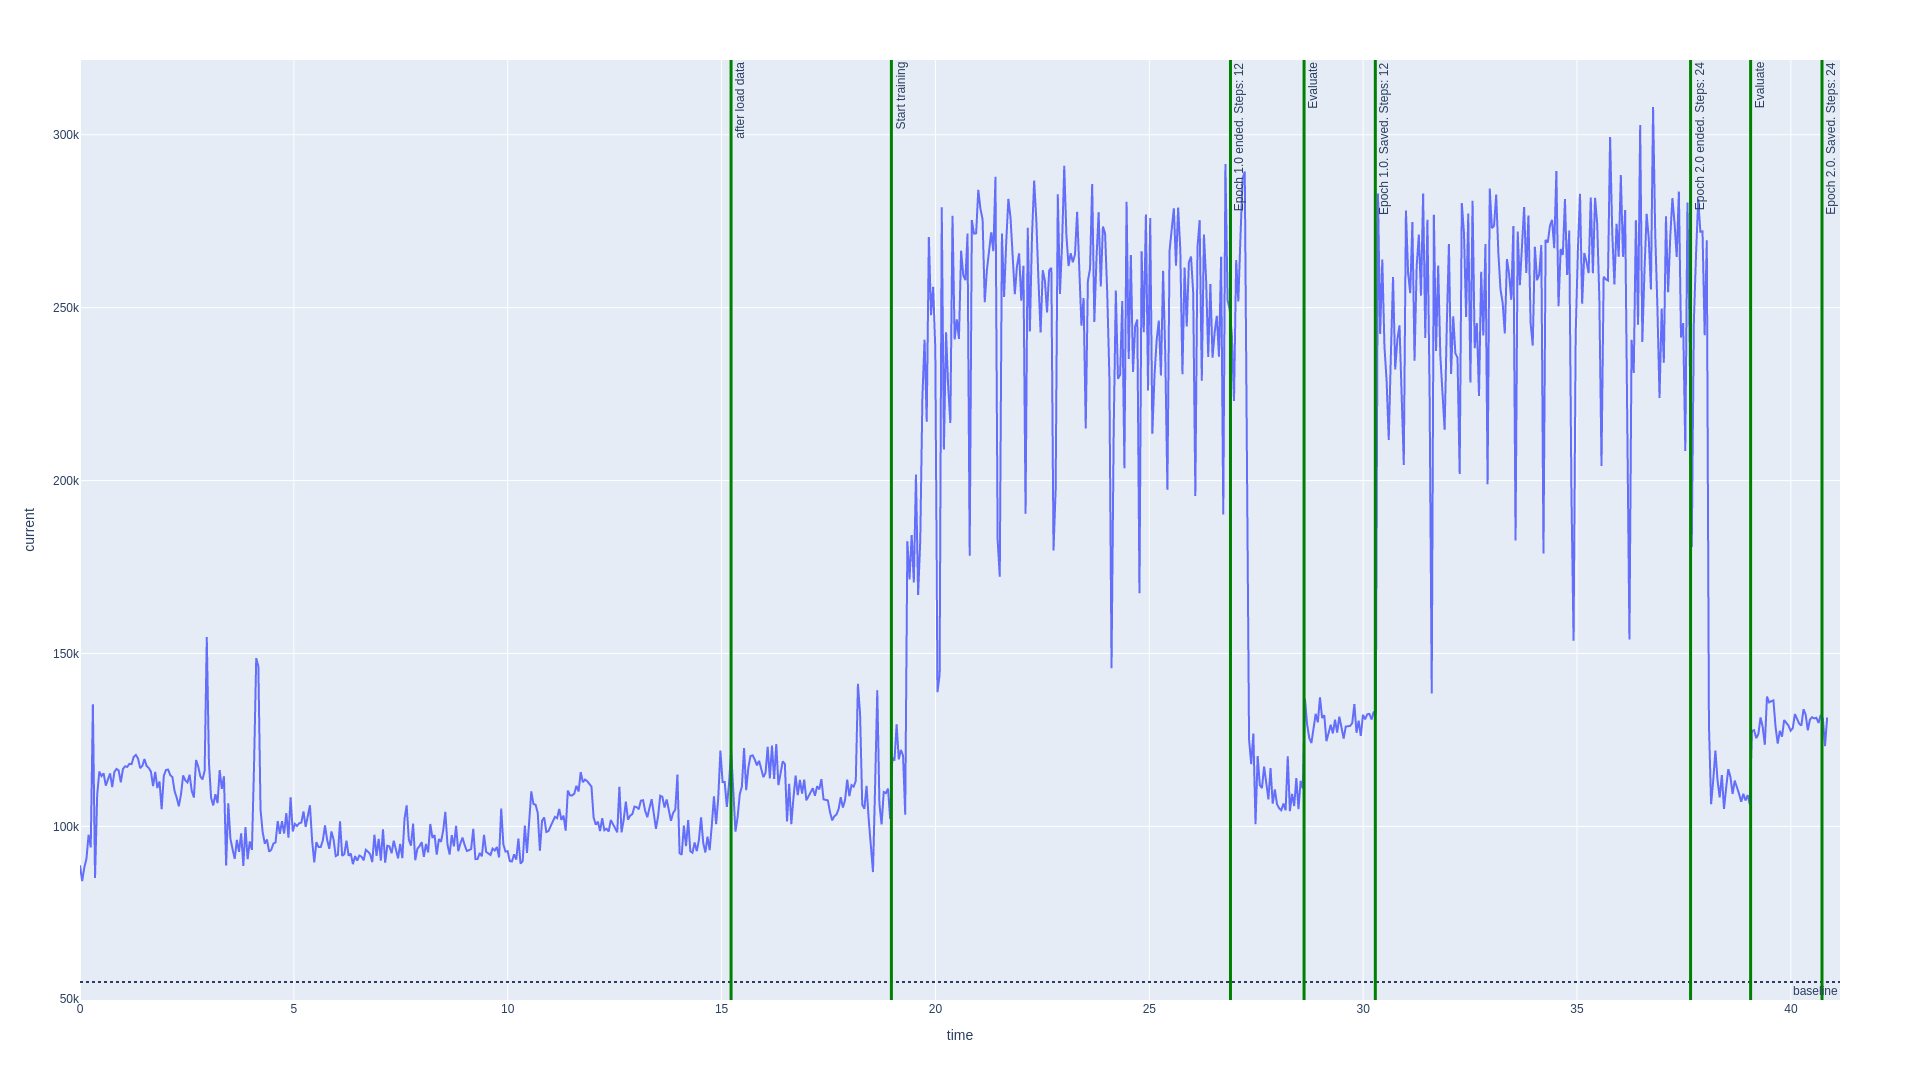 after load data
Start training
Epoch 1.0 ended. Steps: 12
Evaluate
Epoch 1.0. Saved. Steps: 12
Epoch 2.0 ended. Steps: 24
Evaluate
Epoch 2.0. Saved. Steps: 24
300k
250k
200k
150k
100k
50k
current
baseline
0 5 10 15 20 25 30 35 40
time